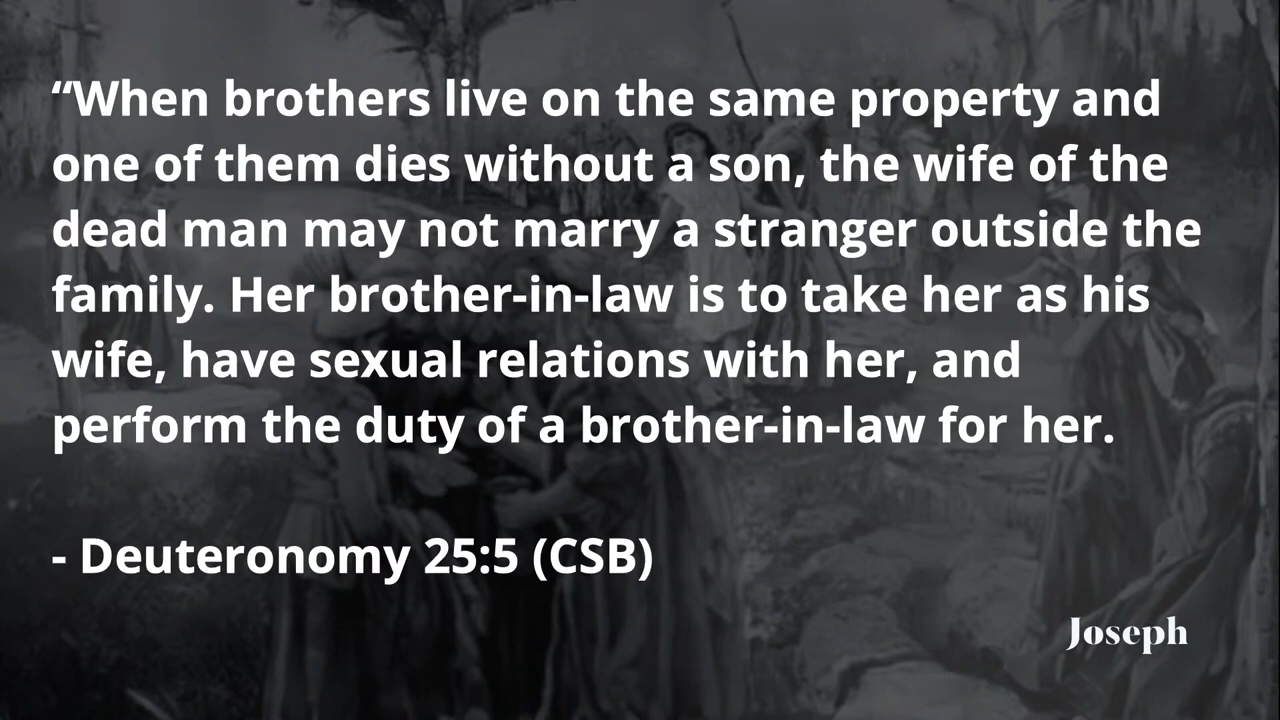 “When brothers live on the same property and
one of them dies without a son, the wife of the
dead man may not marry a stranger outside the
family. Her brother-in-law is to take her as his
wife, have sexual relations with her, and
perform the duty of a brother-in-law for her.
- Deuteronomy 25:5 (CSB)
Joseph